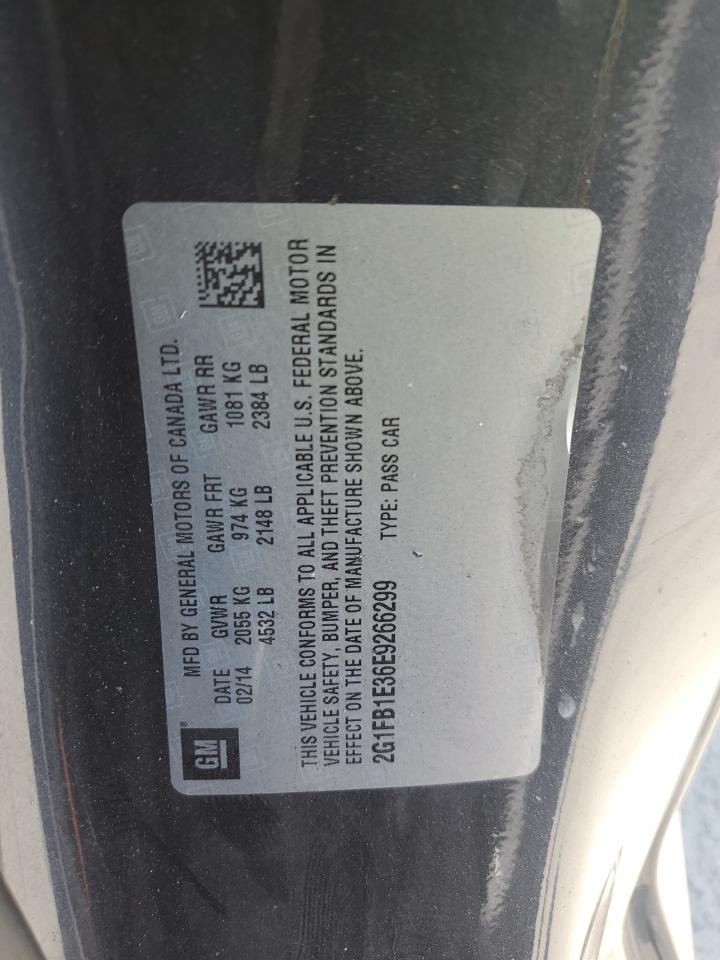 GM®
MFD BY GENERAL MOTORS OF CANADA LTD.
DATE GVWR GAWR FRT GAWR RR
02/14 2055 KG 974 KG 1081 KG
4532 LB 2148 LB 2384 LB
THIS VEHICLE CONFORMS TO ALL APPLICABLE U.S. FEDERAL MOTOR
VEHICLE SAFETY, BUMPER, AND THEFT PREVENTION STANDARDS IN
EFFECT ON THE DATE OF MANUFACTURE SHOWN ABOVE.
2G1FB1E36E9266299 TYPE: PASS CAR